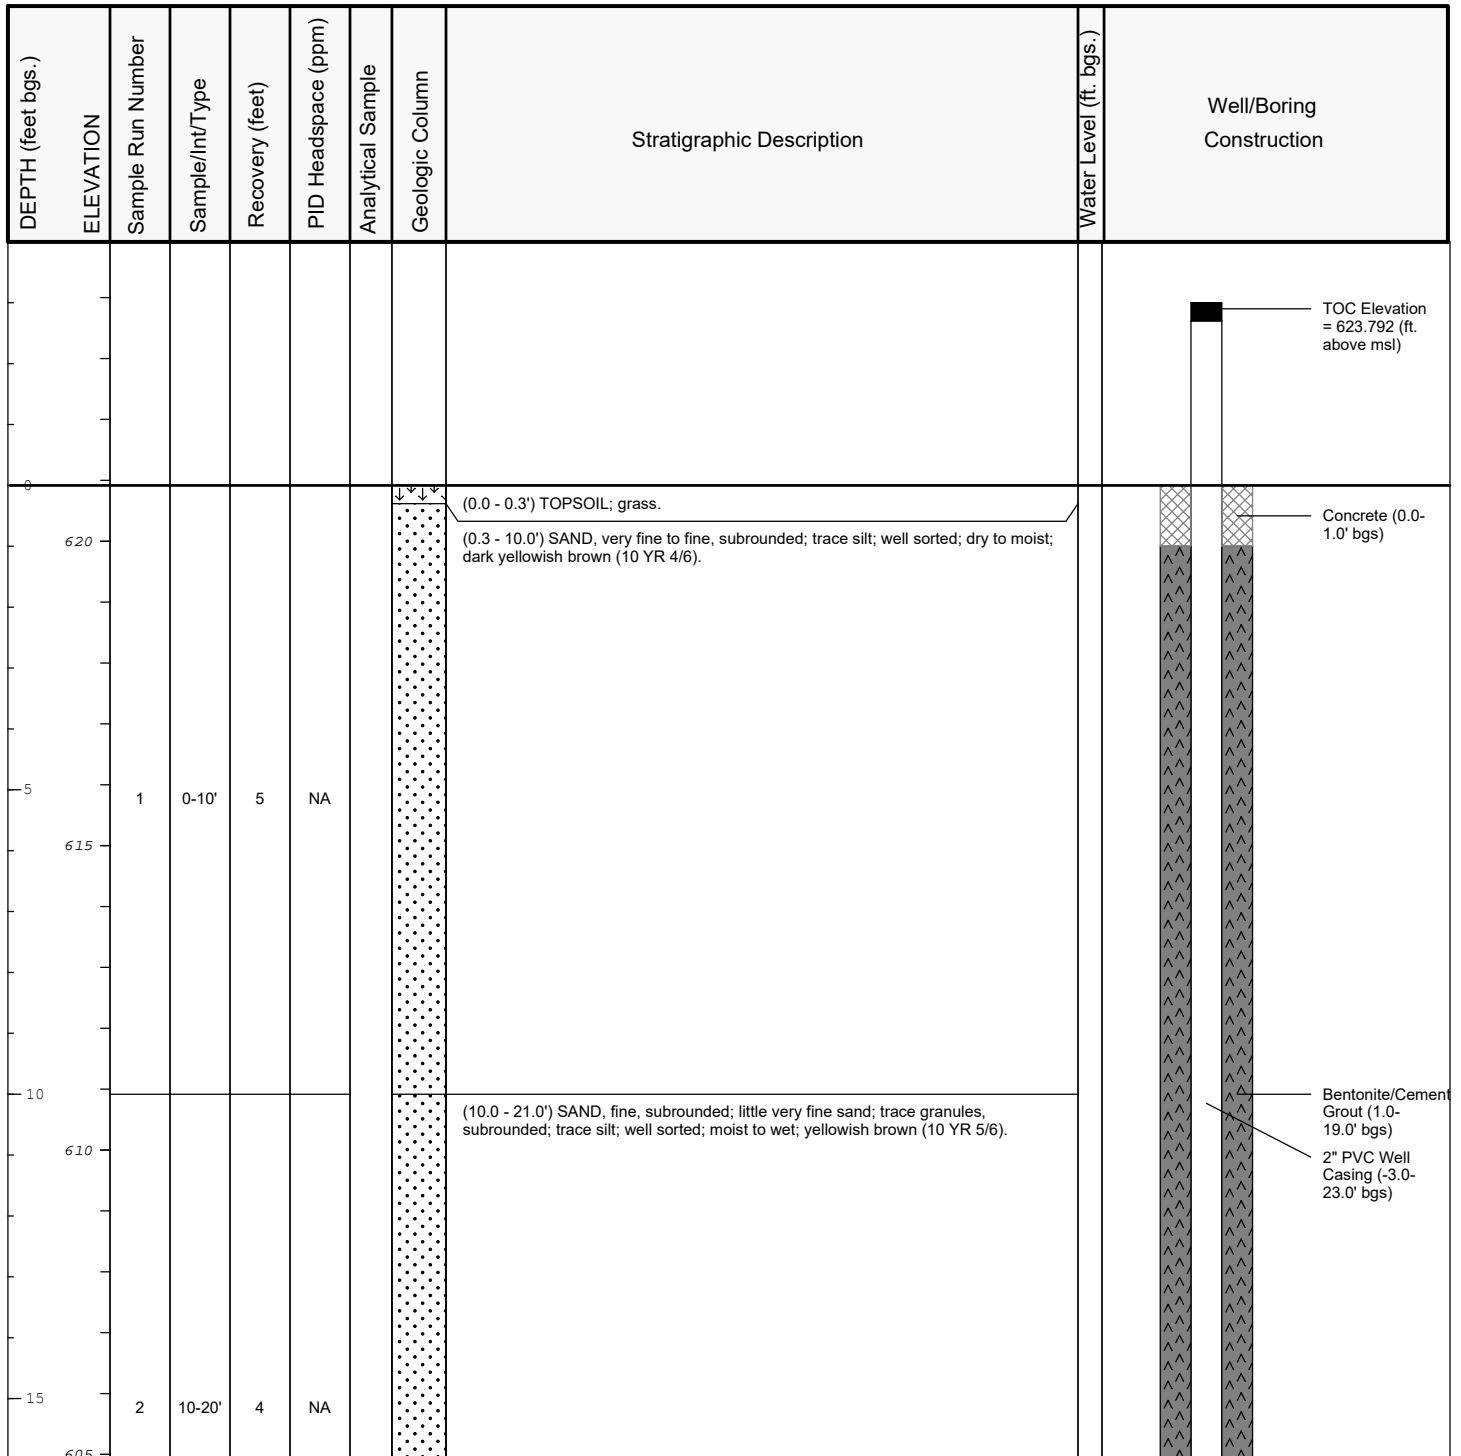 DEPTH (feet bgs.)
ELEVATION
Sample Run Number
Sample/Int/Type
Recovery (feet)
PID Headspace (ppm)
Analytical Sample
Geologic Column
Stratigraphic Description
Water Level (ft. bgs.)
Well/Boring
Construction
TOC Elevation
= 623.792 (ft.
above msl)
0
(0.0 - 0.3') TOPSOIL; grass.
Concrete (0.0-
1.0' bgs)
620
(0.3 - 10.0') SAND, very fine to fine, subrounded; trace silt; well sorted; dry to moist;
dark yellowish brown (10 YR 4/6).
5
1 0-10' 5 NA
615
10
Bentonite/Cement
Grout (1.0-
19.0' bgs)
(10.0 - 21.0') SAND, fine, subrounded; little very fine sand; trace granules,
subrounded; trace silt; well sorted; moist to wet; yellowish brown (10 YR 5/6).
610
2" PVC Well
Casing (-3.0-
23.0' bgs)
15
2 10-20' 4 NA
605